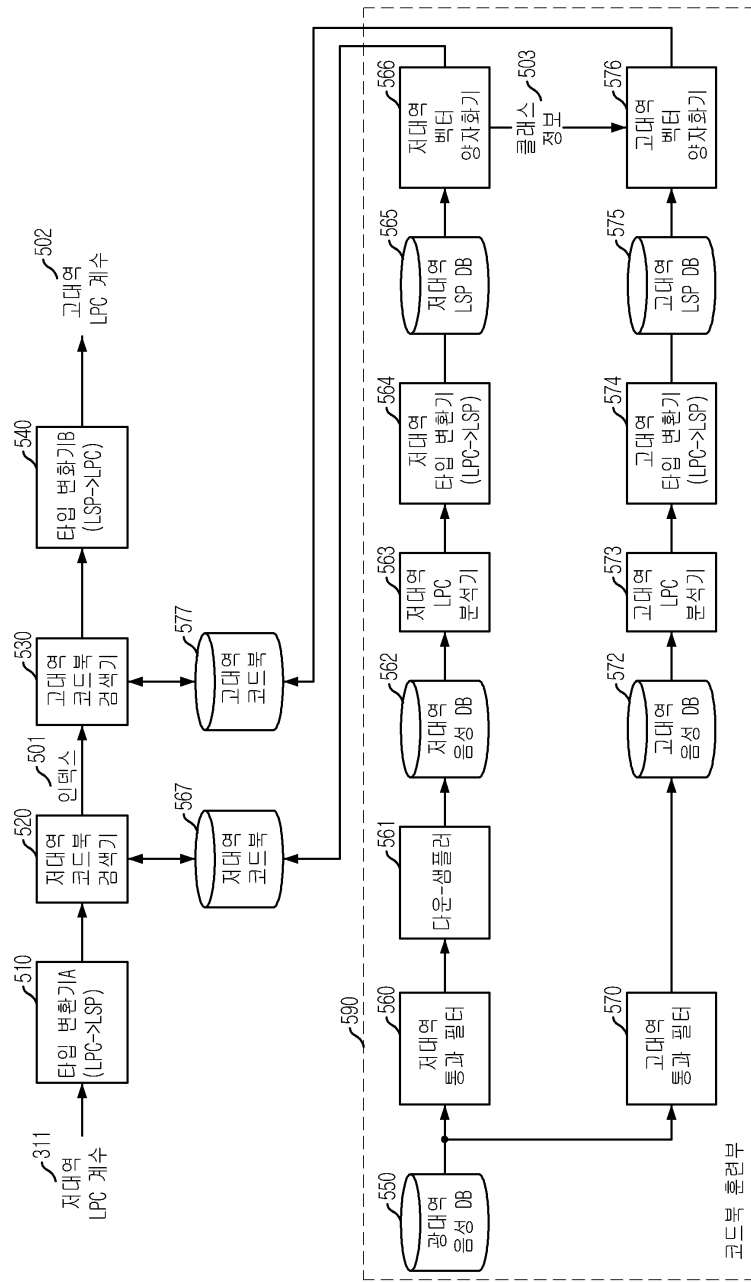 311
저대역
LPC 계수
510
타입 변환기A
(LPC->LSP)
520
저대역
코드북
검색기
501
인덱스
530
고대역
코드북
검색기
540
타입 변화기B
(LSP->LPC)
502
고대역
LPC 계수
567
저대역
코드북
577
고대역
코드북
590
550
광대역
음성 DB
560
저대역
통과 필터
561
다운-샘플러
562
저대역
음성 DB
563
저대역
LPC
분석기
564
저대역
타입 변환기
(LPC->LSP)
565
저대역
LSP DB
566
저대역
벡터
양자화기
503
클래스
정보
570
고대역
통과 필터
572
고대역
음성 DB
573
고대역
LPC
분석기
574
고대역
타입 변환기
(LPC->LSP)
575
고대역
LSP DB
576
고대역
벡터
양자화기
코드북 훈련부